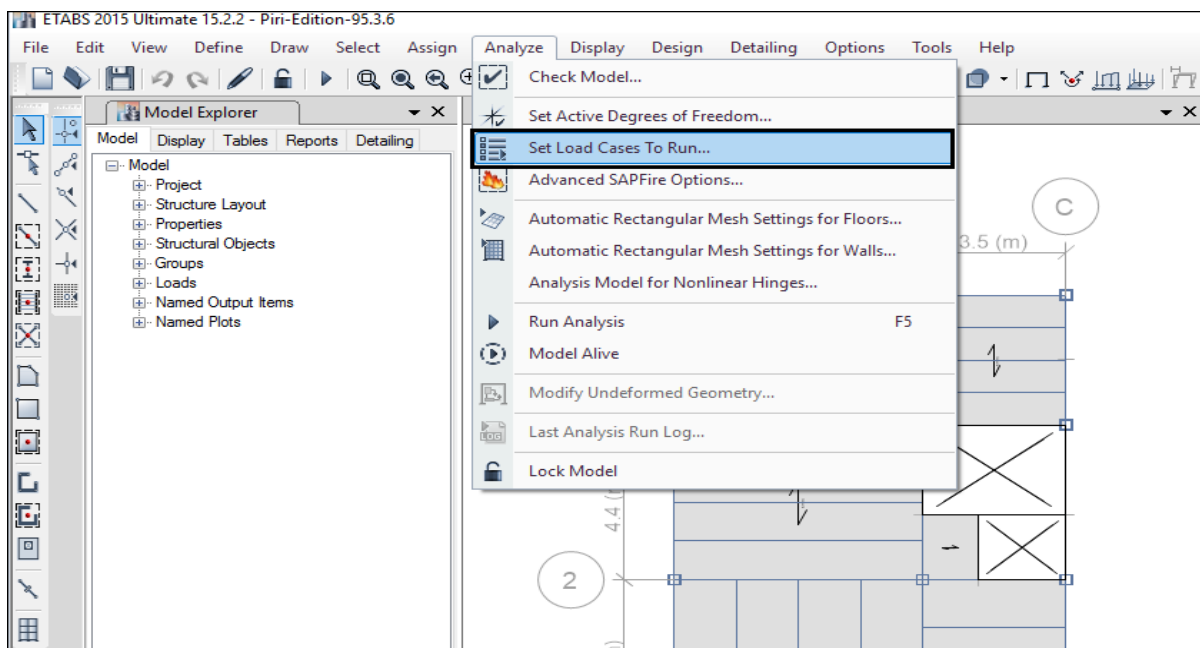 ETABS 2015 Ultimate 15.2.2 - Piri-Edition-95.3.6
File Edit View Define Draw Select Assign Analyze Display Design Detailing Options Tools Help
Model Explorer
Model Display Tables Reports Detailing
Model
Project
Structure Layout
Properties
Structural Objects
Groups
Loads
Named Output Items
Named Plots
Check Model...
Set Active Degrees of Freedom...
Set Load Cases To Run...
Advanced SAPFire Options...
Automatic Rectangular Mesh Settings for Floors...
Automatic Rectangular Mesh Settings for Walls...
Analysis Model for Nonlinear Hinges...
Run Analysis F5
Model Alive
Modify Undeformed Geometry...
LOG
Last Analysis Run Log...
Lock Model
C
3.5 (m)
4.4
2